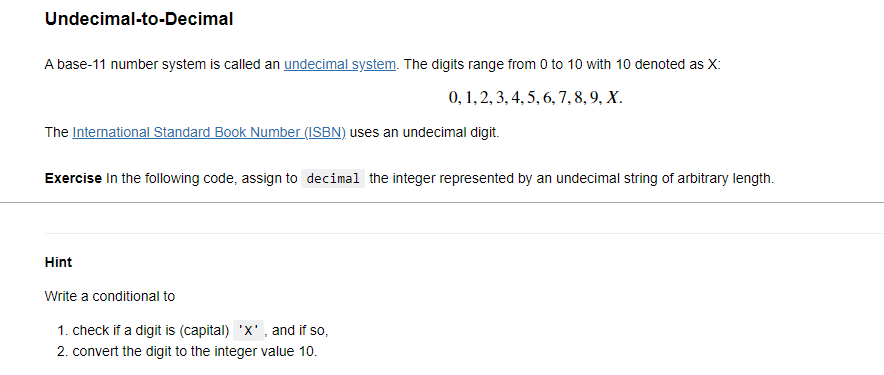 Undecimal-to-Decimal
A base-11 number system is called an undecimal system. The digits range from 0 to 10 with 10 denoted as X:
0, 1, 2, 3, 4, 5, 6, 7, 8, 9, X.
The International Standard Book Number (ISBN) uses an undecimal digit.
Exercise In the following code, assign to decimal the integer represented by an undecimal string of arbitrary length.
Hint
Write a conditional to
1. check if a digit is (capital) 'X' , and if so,
2. convert the digit to the integer value 10.